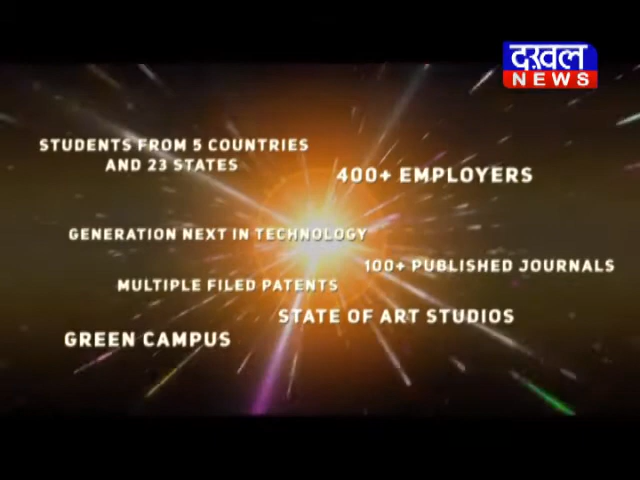 दख़ल
NEWS
STUDENTS FROM 5 COUNTRIES
AND 23 STATES
400+ EMPLOYERS
GENERATION NEXT IN TECHNOLOGY
100+ PUBLISHED JOURNALS
MULTIPLE FILED PATENTS
STATE OF ART STUDIOS
GREEN CAMPUS